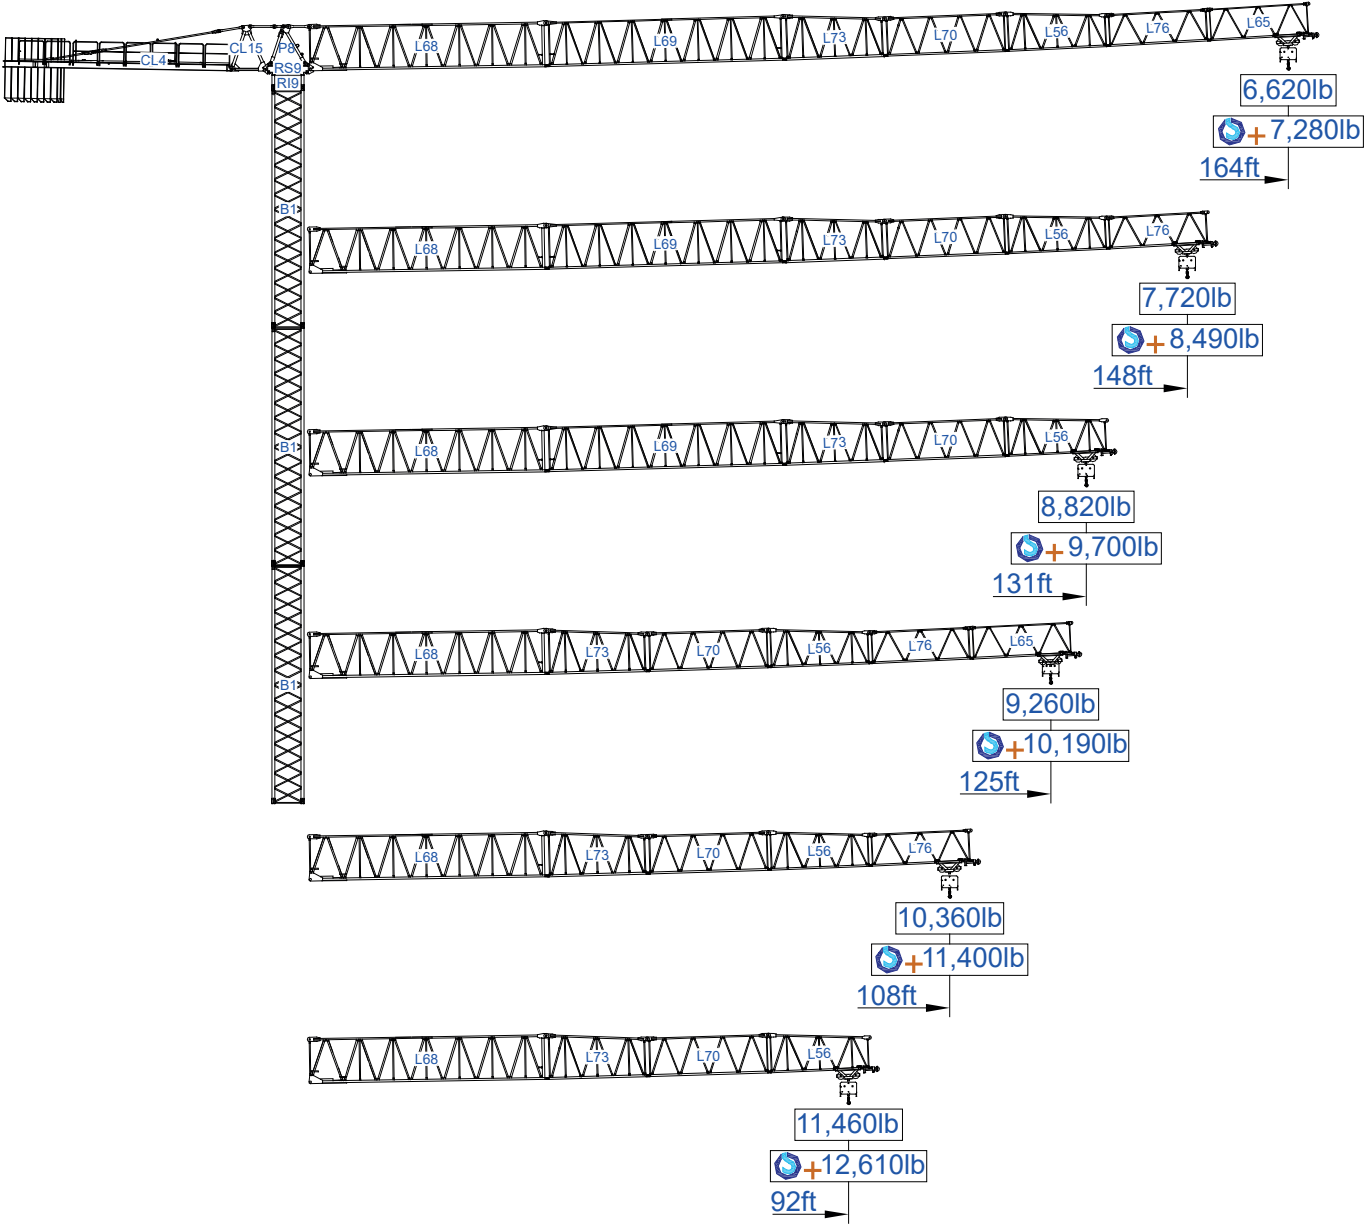 CL4
CL15
P8
RS9
RI9
L68
L69
L73
L70
L56
L76
L65
6,620lb
+ 7,280lb
164ft
B1
L68
L69
L73
L70
L56
L76
7,720lb
+ 8,490lb
148ft
B1
L68
L69
L73
L70
L56
8,820lb
+ 9,700lb
131ft
B1
L68
L73
L70
L56
L76
L65
9,260lb
+10,190lb
125ft
L68
L73
L70
L56
L76
10,360lb
+11,400lb
108ft
L68
L73
L70
L56
11,460lb
+12,610lb
92ft